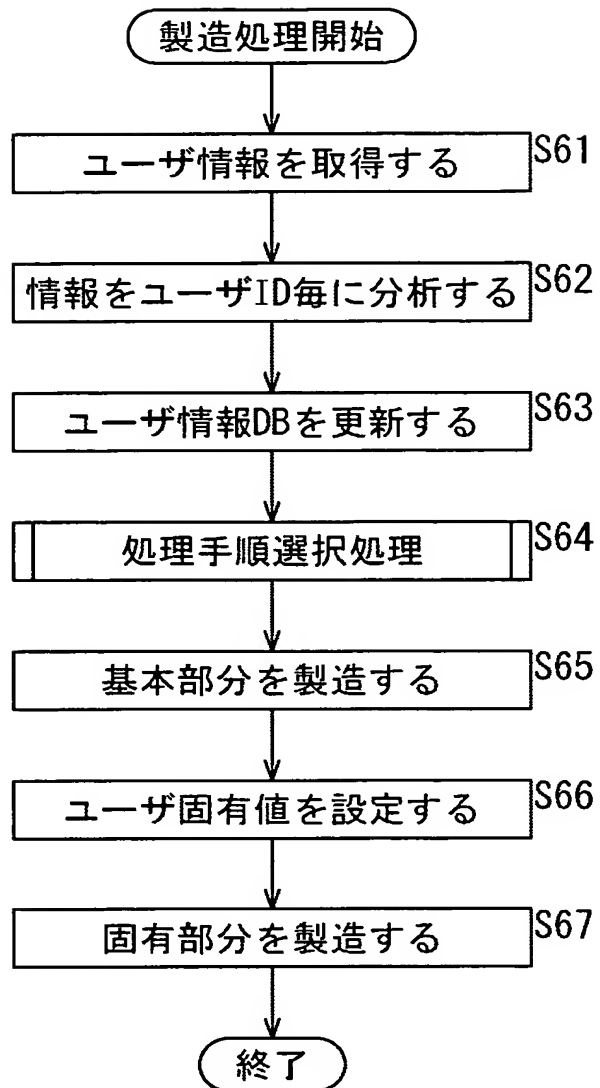 製造処理開始
ユーザ情報を取得する
S61
情報をユーザID毎に分析する
S62
ユーザ情報DBを更新する
S63
処理手順選択処理
S64
基本部分を製造する
S65
ユーザ固有値を設定する
S66
固有部分を製造する
S67
終了